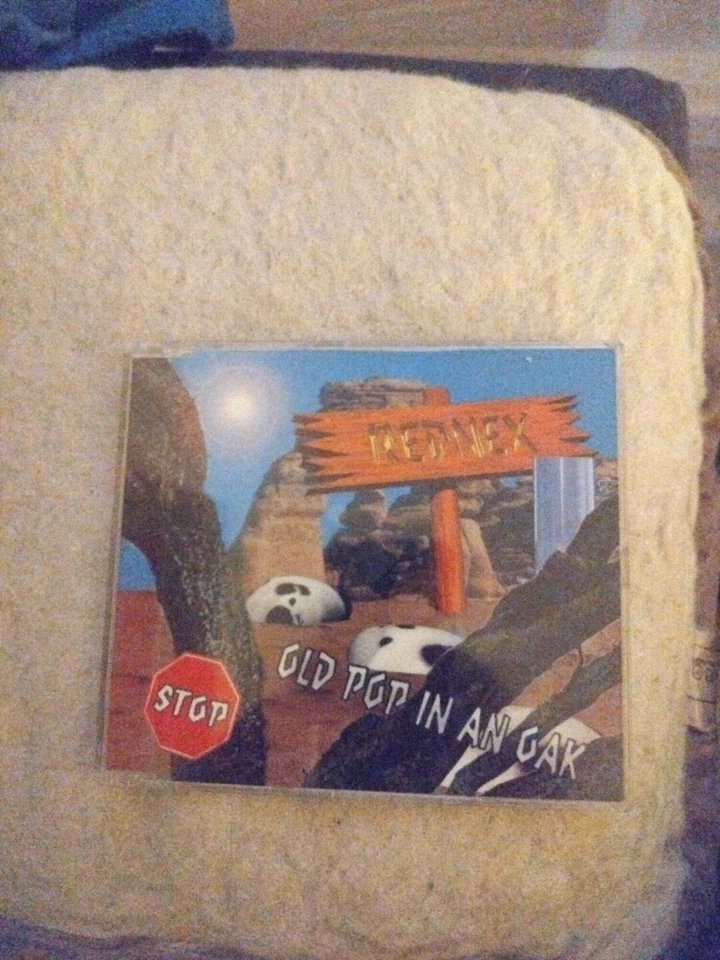 REDNEX
STOP
OLD POP IN AN OAK